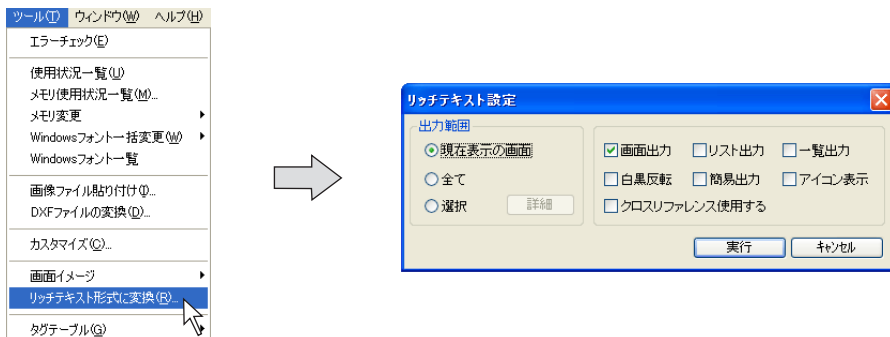 ツール(T) ウィンドウ(W) ヘルプ(H)
エラーチェック(E)
使用状況一覧(U)
メモリ使用状況一覧(M)...
メモリ変更
Windowsフォント一括変更(W)
Windowsフォント一覧
画像ファイル貼り付け(I)...
DXFファイルの変換(D)...
カスタマイズ(C)...
画面イメージ
リッチテキスト形式に変換(R)...
タグテーブル(G)
リッチテキスト設定
出力範囲
現在表示の画面
全て
選択 詳細
画面出力 リスト出力 一覧出力
白黒反転 簡易出力 アイコン表示
クロスリファレンス使用する
実行 キャンセル